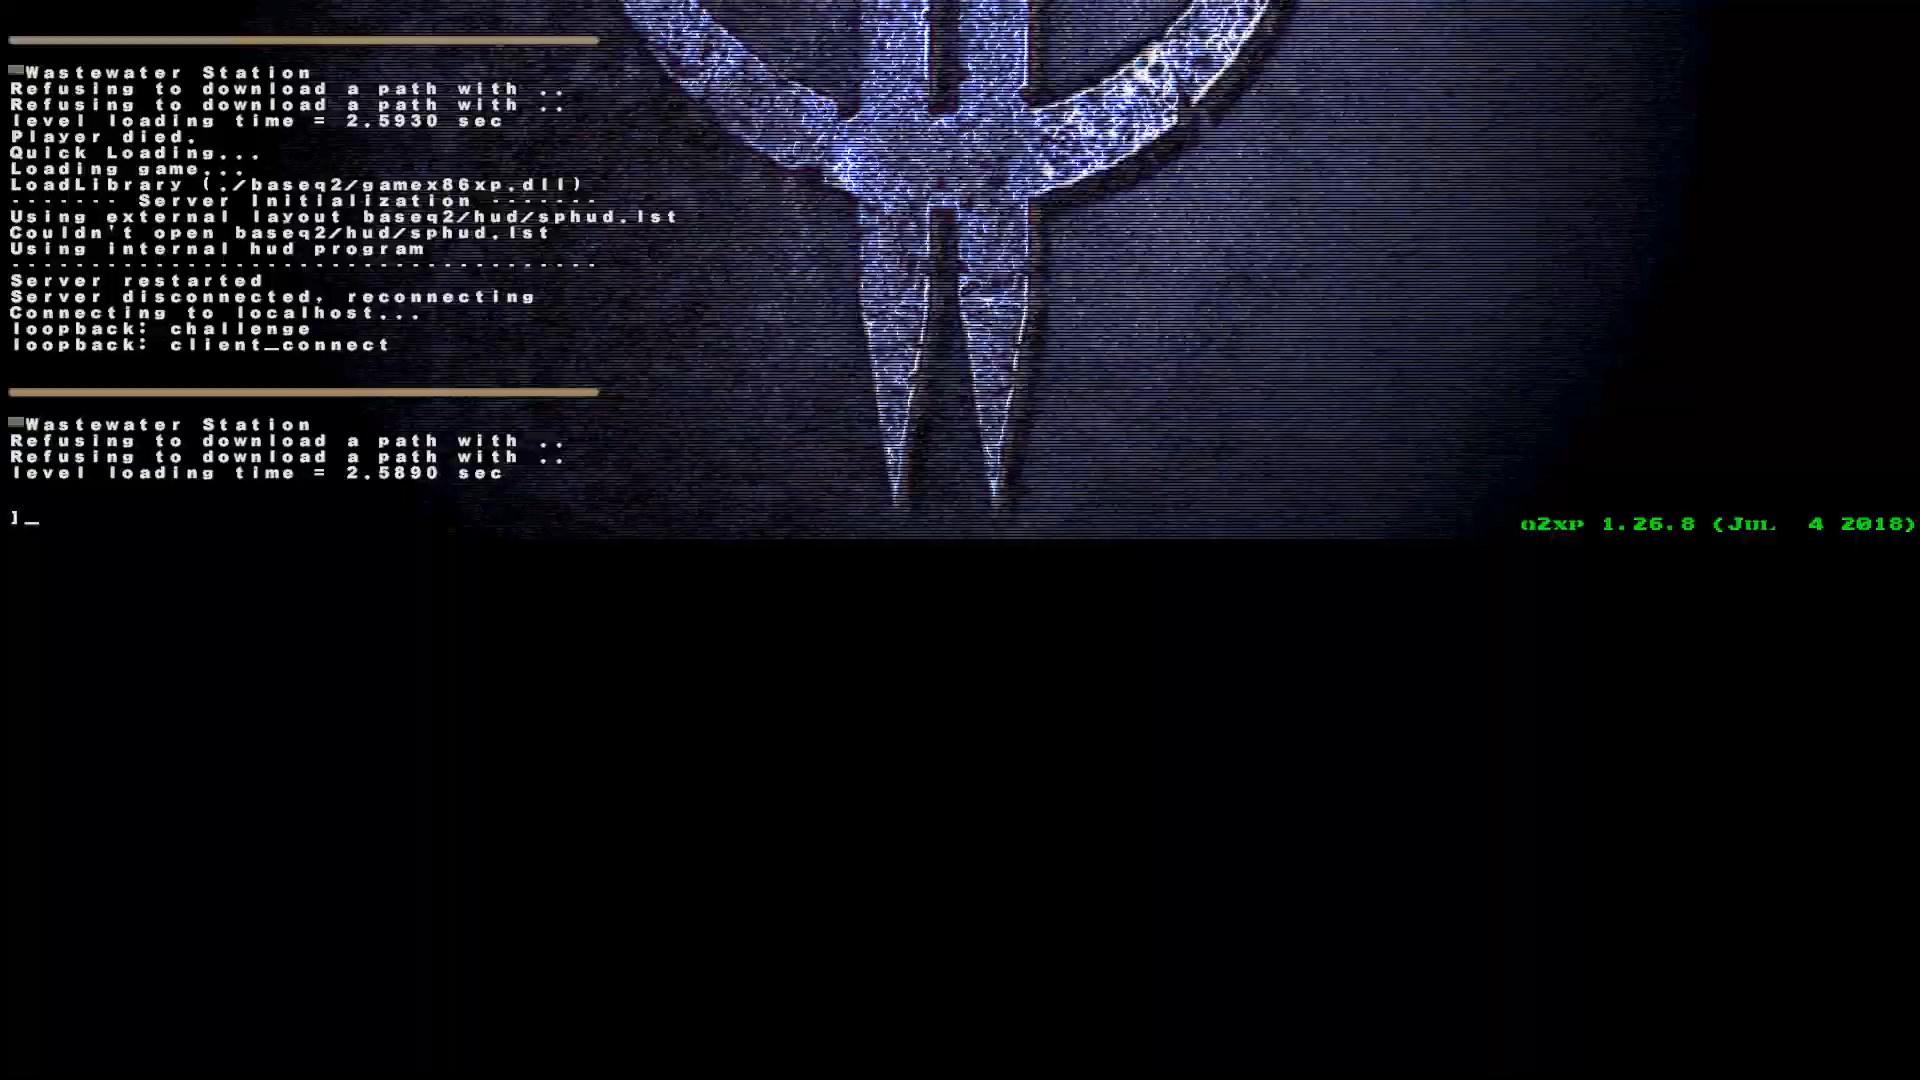 Wastewater Station
Refusing to download a path with ..
Refusing to download a path with ..
level loading time = 2.5930 sec
Player died.
Quick Loading...
Loading game...
LoadLibrary (./baseq2/gamex86xp.dll)
------- Server Initialization -------
Using external layout baseq2/hud/sphud.lst
Couldn't open baseq2/hud/sphud.lst
Using internal hud program
-------------------------------------
Server restarted
Server disconnected, reconnecting
Connecting to localhost...
loopback: challenge
loopback: client_connect
Wastewater Station
Refusing to download a path with ..
Refusing to download a path with ..
level loading time = 2.5890 sec
]_
q2xp 1.26.8 (Jul  4 2018)